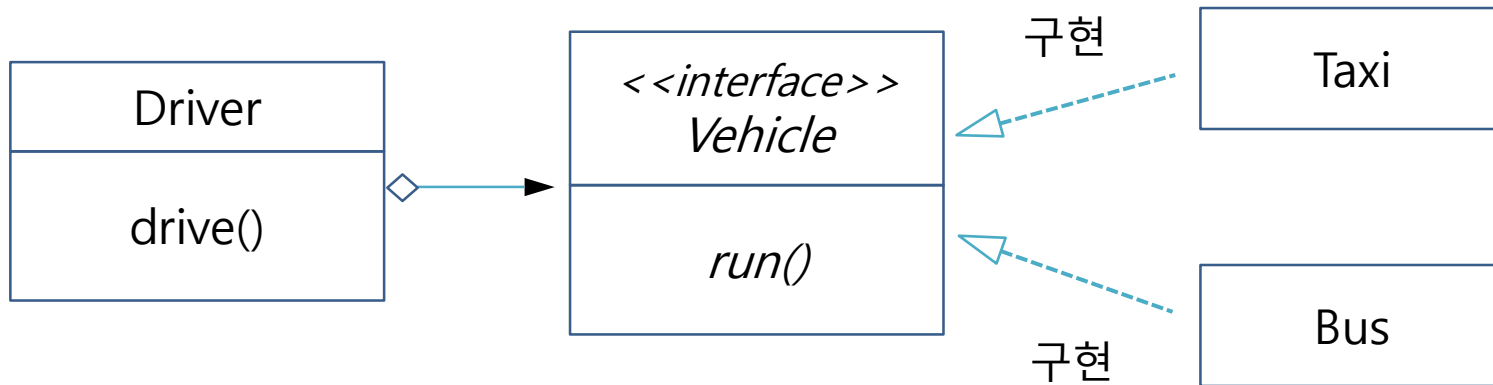 Driver
drive()
<<interface>>
Vehicle
run()
구현
Taxi
구현
Bus